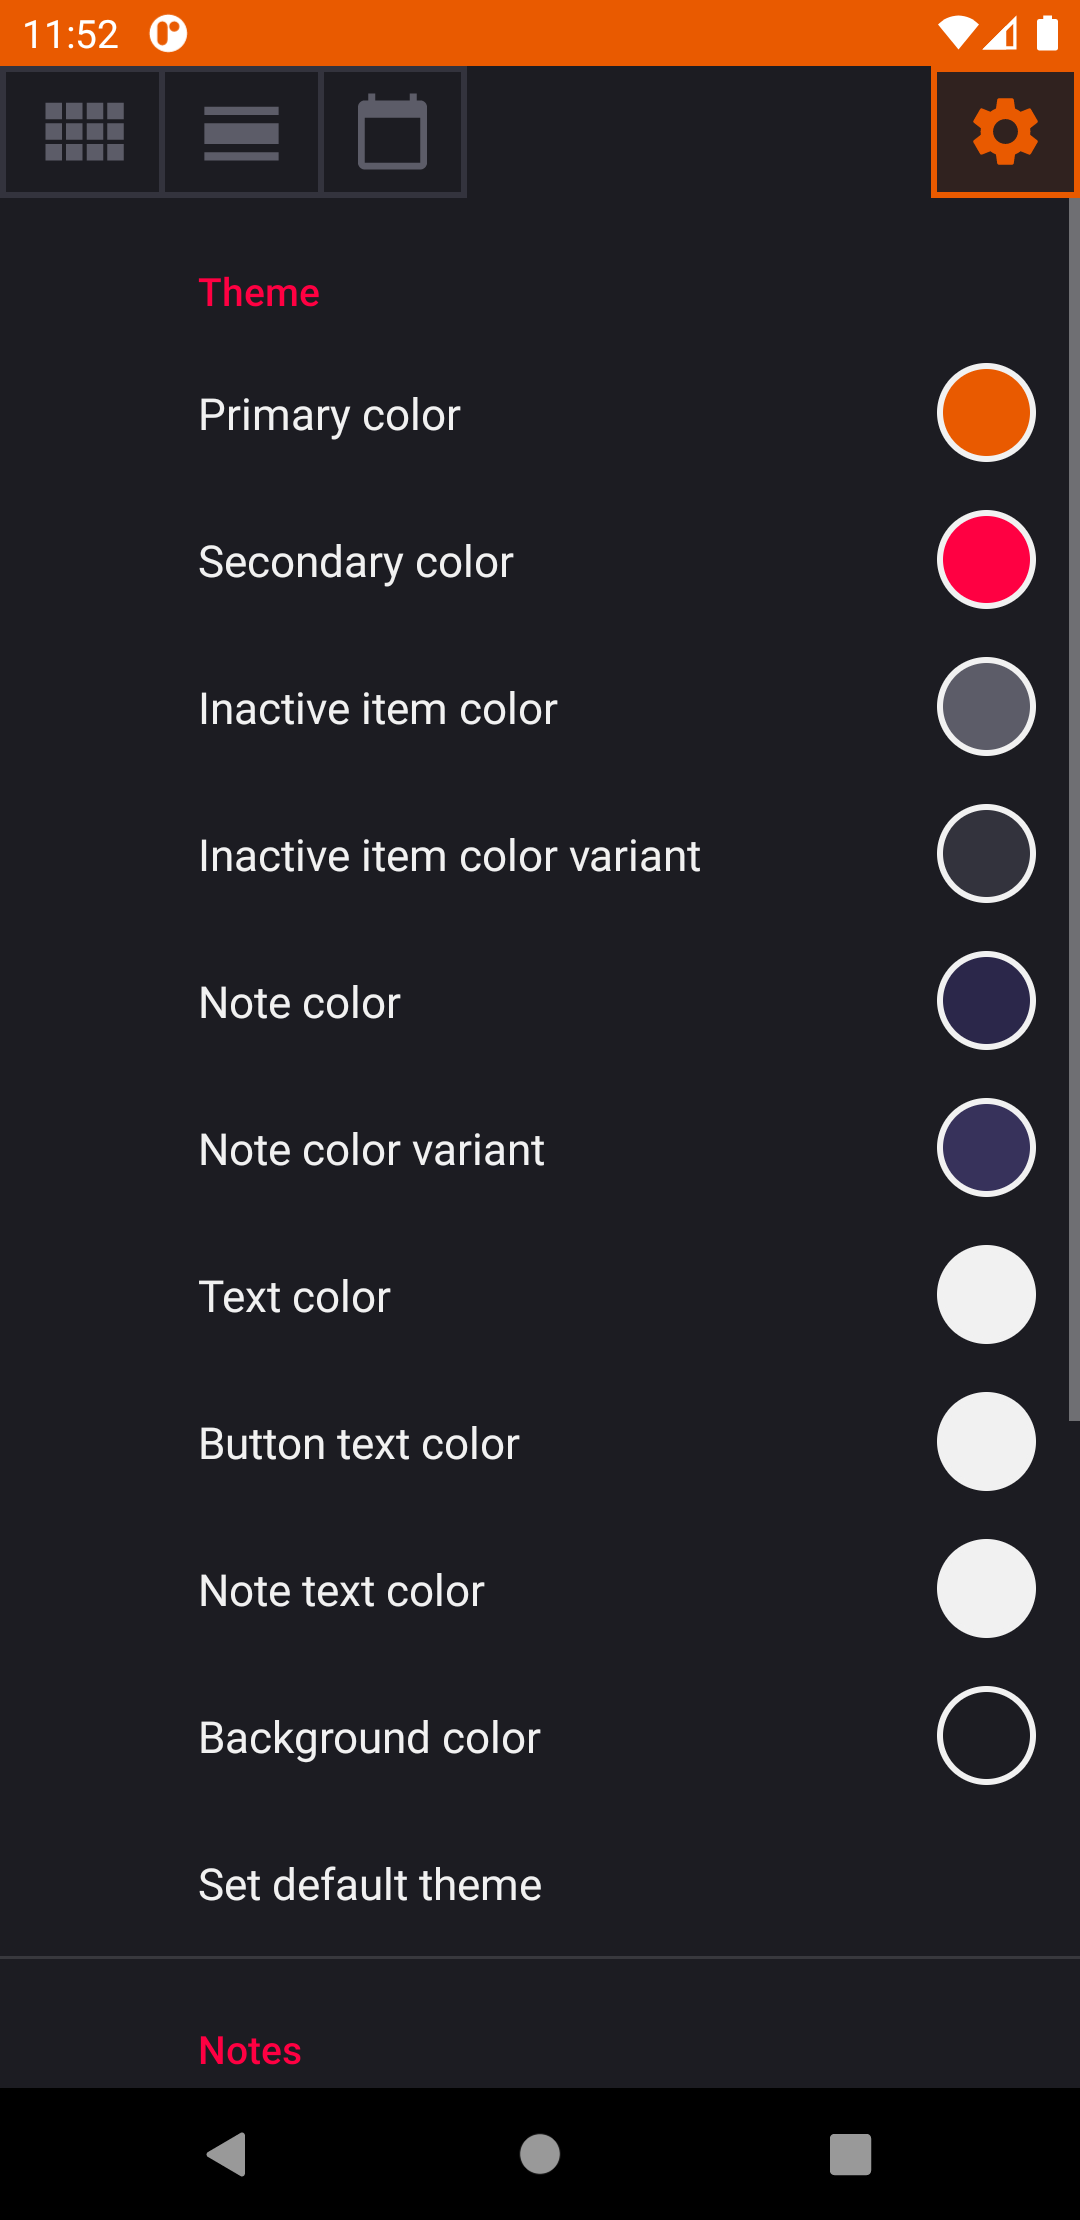 11:52
Theme
Primary color
Secondary color
Inactive item color
Inactive item color variant
Note color
Note color variant
Text color
Button text color
Note text color
Background color
Set default theme
Notes